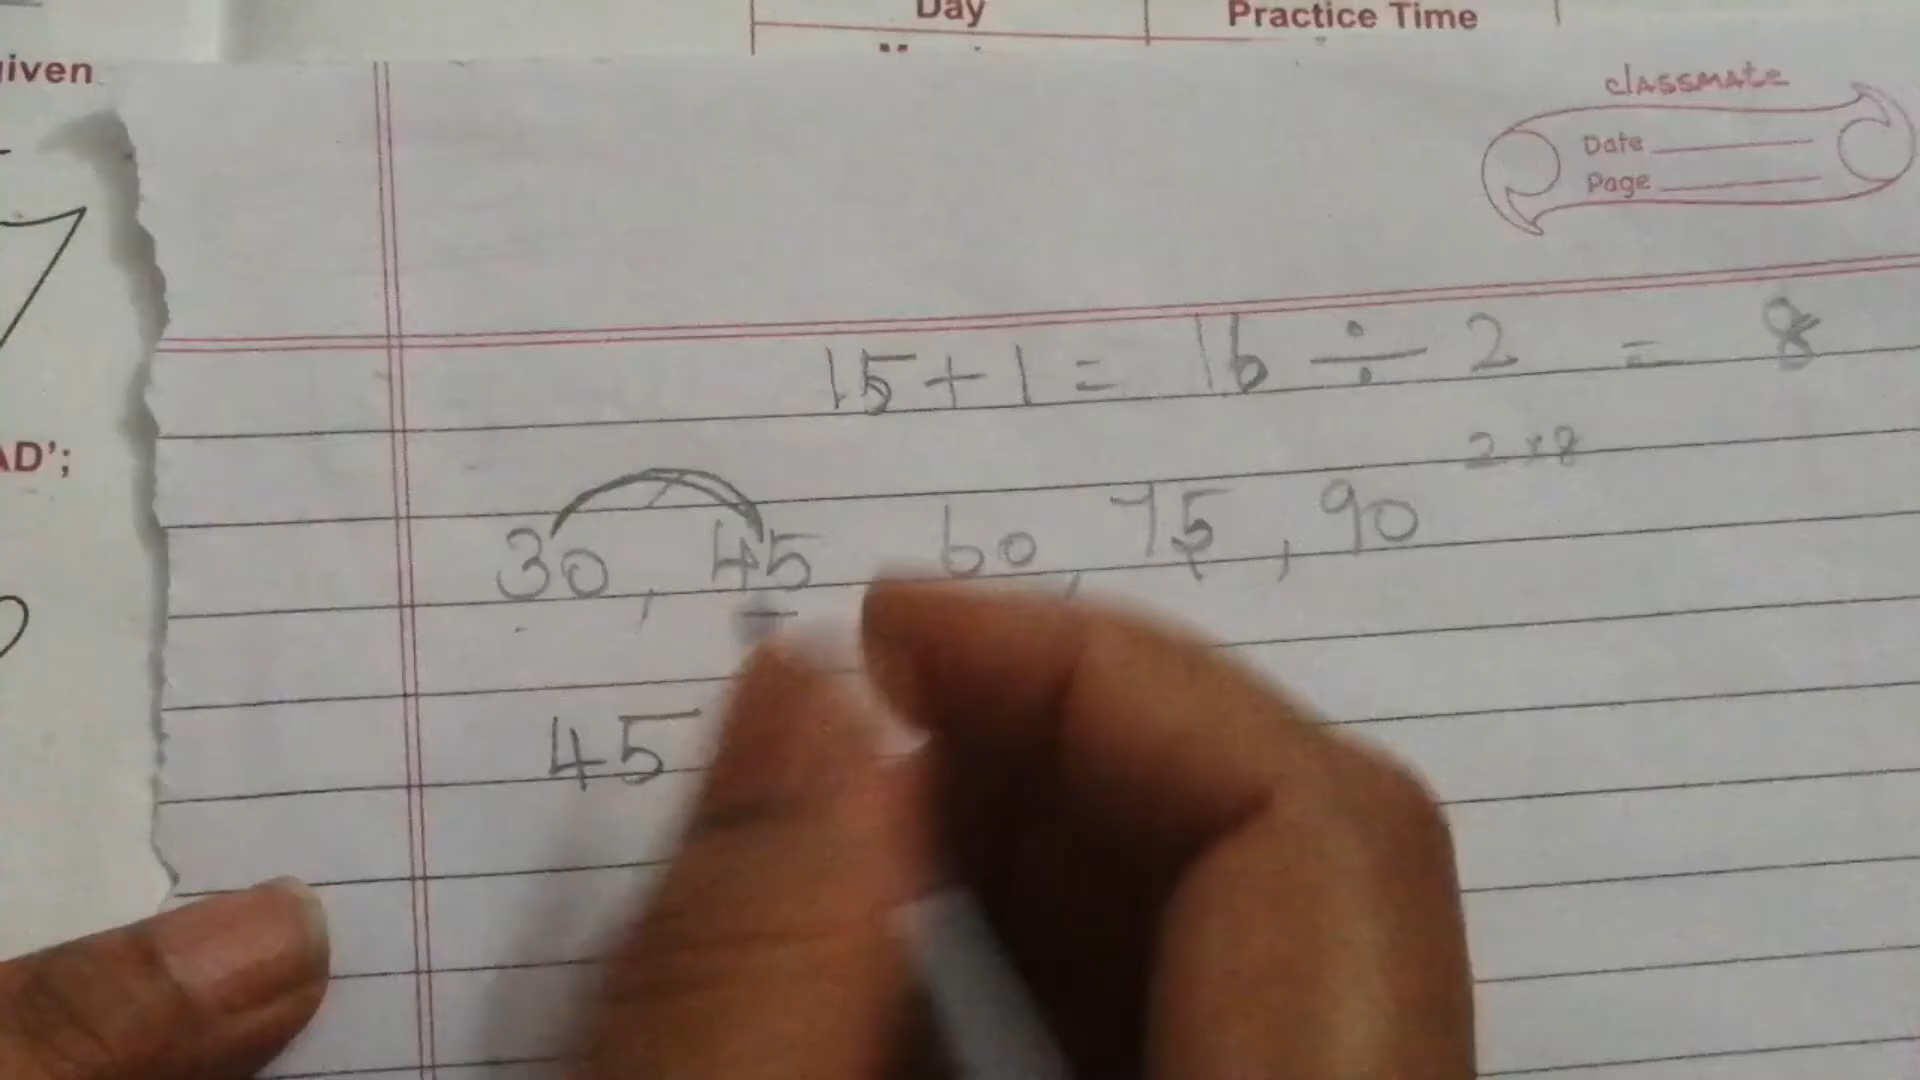 Day Practice Time
given
classmate
Date
Page
15+1 = 16 ÷ 2 = 8
2×8
AD';
30, 45 60, 75, 90
45